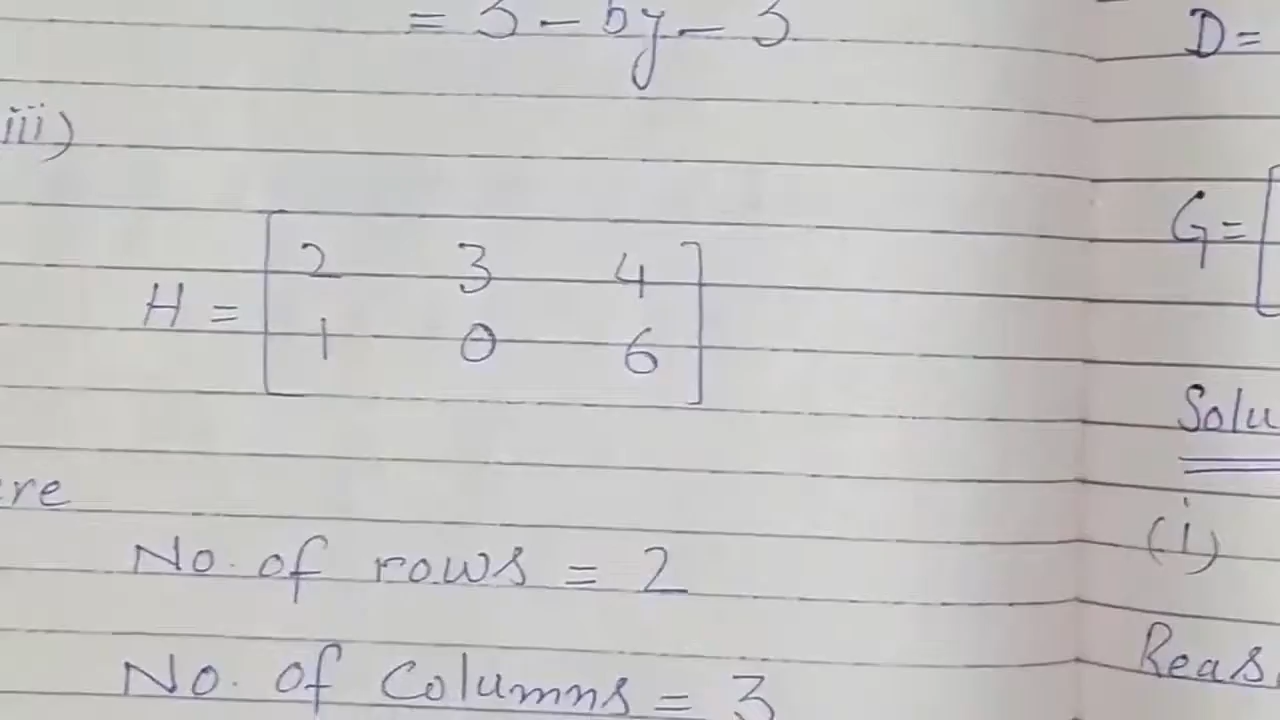 = 3 - by - 3
iii)
H = [ 2 3 4
1 0 6 ]
ere
No. of rows = 2
No. of Columns = 3
D =
G = [
Solu
(i)
Reas